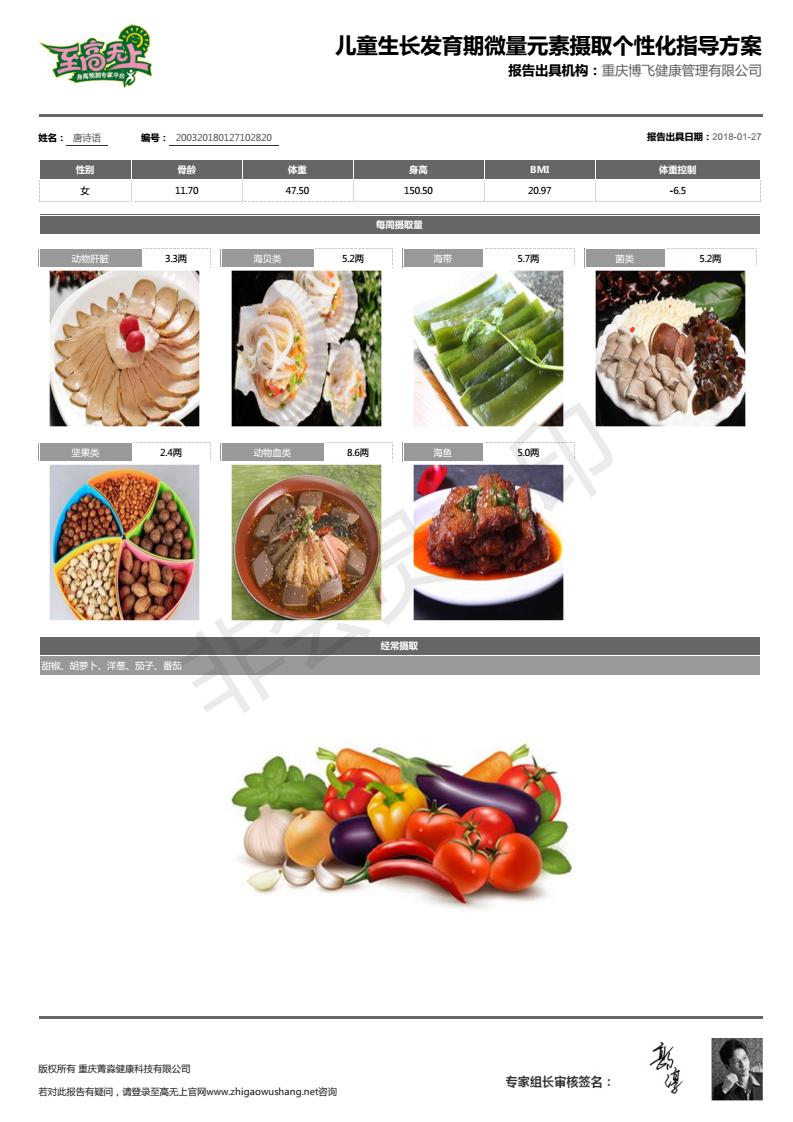 至高无上
身高预测专家平台
儿童生长发育期微量元素摄取个性化指导方案
报告出具机构：重庆博飞健康管理有限公司
姓名： 唐诗语 编号： 200320180127102820 报告出具日期：2018-01-27
性别 骨龄 体重 身高 BMI 体重控制
女 11.70 47.50 150.50 20.97 -6.5
每周摄取量
动物肝脏 3.3两 海贝类 5.2两 海带 5.7两 菌类 5.2两
坚果类 2.4两 动物血类 8.6两 海鱼 5.0两
经常摄取
甜椒、胡萝卜、洋葱、茄子、番茄
版权所有 重庆菁淼健康科技有限公司
若对此报告有疑问，请登录至高无上官网www.zhigaowushang.net咨询
专家组长审核签名：